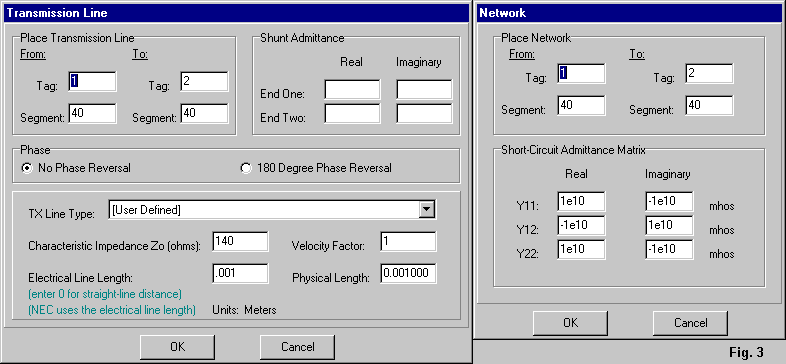 Transmission Line
Place Transmission Line
From: To:
Tag: 1 Tag: 2
Segment: 40 Segment: 40
Shunt Admittance
Real Imaginary
End One:
End Two:
Phase
No Phase Reversal 180 Degree Phase Reversal
TX Line Type: [User Defined]
Characteristic Impedance Zo (ohms): 140 Velocity Factor: 1
Electrical Line Length: .001 Physical Length: 0.001000
(enter 0 for straight-line distance)
(NEC uses the electrical line length) Units: Meters
OK Cancel
Network
Place Network
From: To:
Tag: 1 Tag: 2
Segment: 40 Segment: 40
Short-Circuit Admittance Matrix
Real Imaginary
Y11: 1e10 -1e10 mhos
Y12: -1e10 1e10 mhos
Y22: 1e10 -1e10 mhos
OK Cancel
Fig. 3